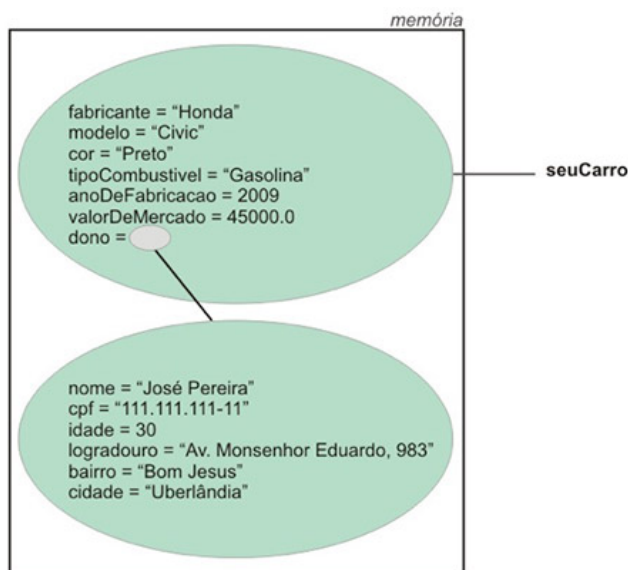 memória
fabricante = “Honda”
modelo = “Civic”
cor = “Preto”
tipoCombustivel = “Gasolina”
anoDeFabricacao = 2009
valorDeMercado = 45000.0
dono =
seuCarro
nome = “José Pereira”
cpf = “111.111.111-11”
idade = 30
logradouro = “Av. Monsenhor Eduardo, 983”
bairro = “Bom Jesus”
cidade = “Uberlândia”